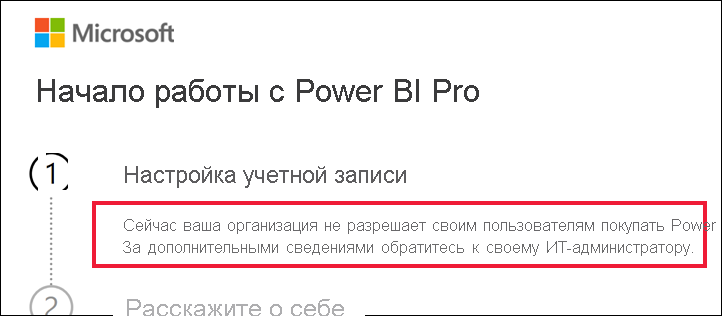 Microsoft
Начало работы с Power BI Pro
1 Настройка учетной записи
Сейчас ваша организация не разрешает своим пользователям покупать Power
За дополнительными сведениями обратитесь к своему ИТ-администратору.
2 Расскажите о себе